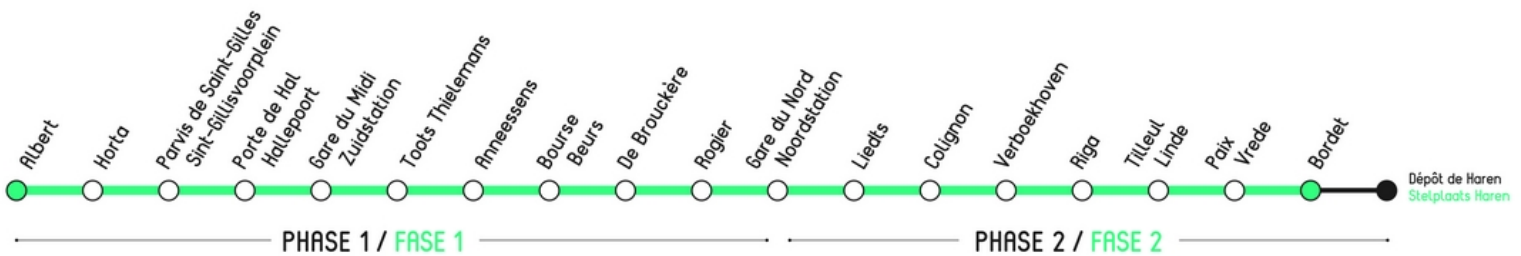 Albert
Horta
Parvis de Saint-Gilles
Sint-Gillisvoorplein
Porte de Hal
Hallepoort
Gare du Midi
Zuidstation
Toots Thielemans
Anneessens
Bourse
Beurs
De Brouckère
Rogier
Gare du Nord
Noordstation
Liedts
Colignon
Verboekhoven
Riga
Tilleul
Linde
Paix
Vrede
Bordet
Dépôt de Haren
Stelplaats Haren
PHASE 1 / FASE 1
PHASE 2 / FASE 2